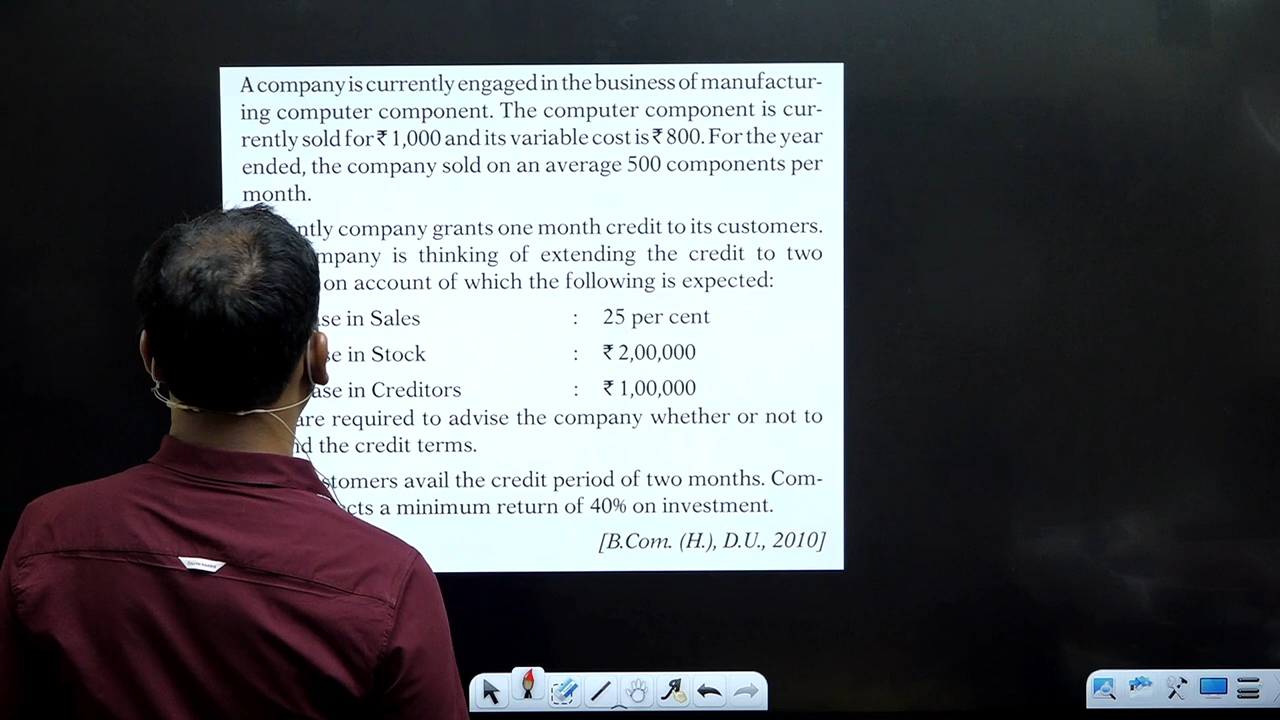 A company is currently engaged in the business of manufactur-
ing computer component. The computer component is cur-
rently sold for ₹ 1,000 and its variable cost is ₹ 800. For the year
ended, the company sold on an average 500 components per
month.
ntly company grants one month credit to its customers.
mpany is thinking of extending the credit to two
on account of which the following is expected:
se in Sales : 25 per cent
se in Stock : ₹ 2,00,000
ase in Creditors : ₹ 1,00,000
are required to advise the company whether or not to
nd the credit terms.
stomers avail the credit period of two months. Com-
cts a minimum return of 40% on investment.
[B.Com. (H.), D.U., 2010]